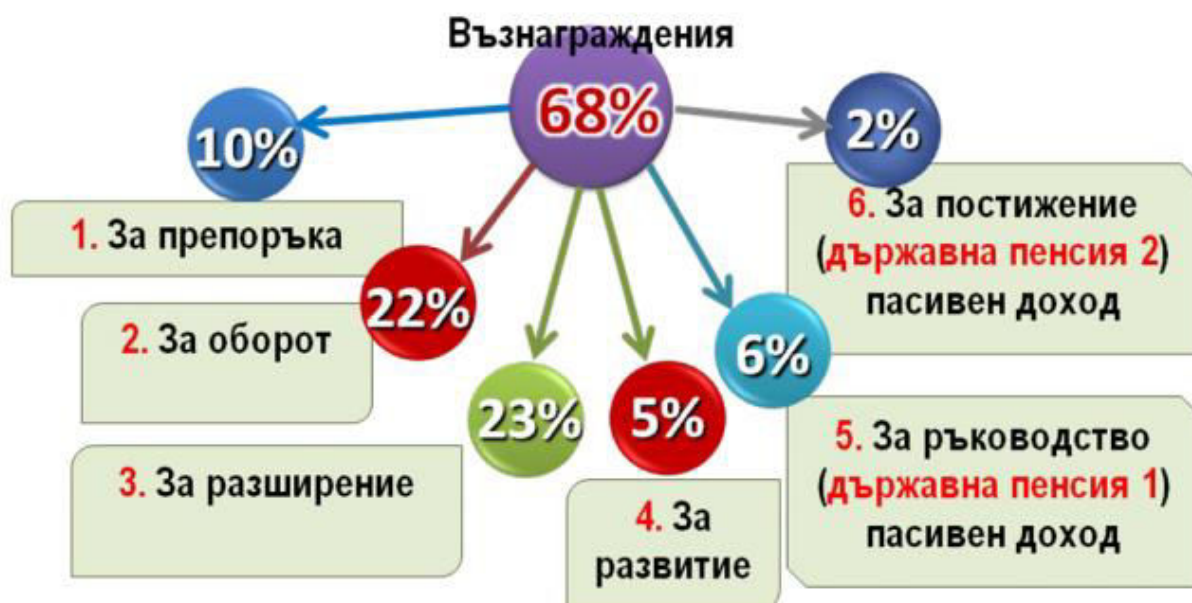 Възнаграждения
68%
10%
1. За препоръка
22%
2. За оборот
23%
3. За разширение
5%
4. За
развитие
6%
5. За ръководство
(държавна пенсия 1)
пасивен доход
2%
6. За постижение
(държавна пенсия 2)
пасивен доход